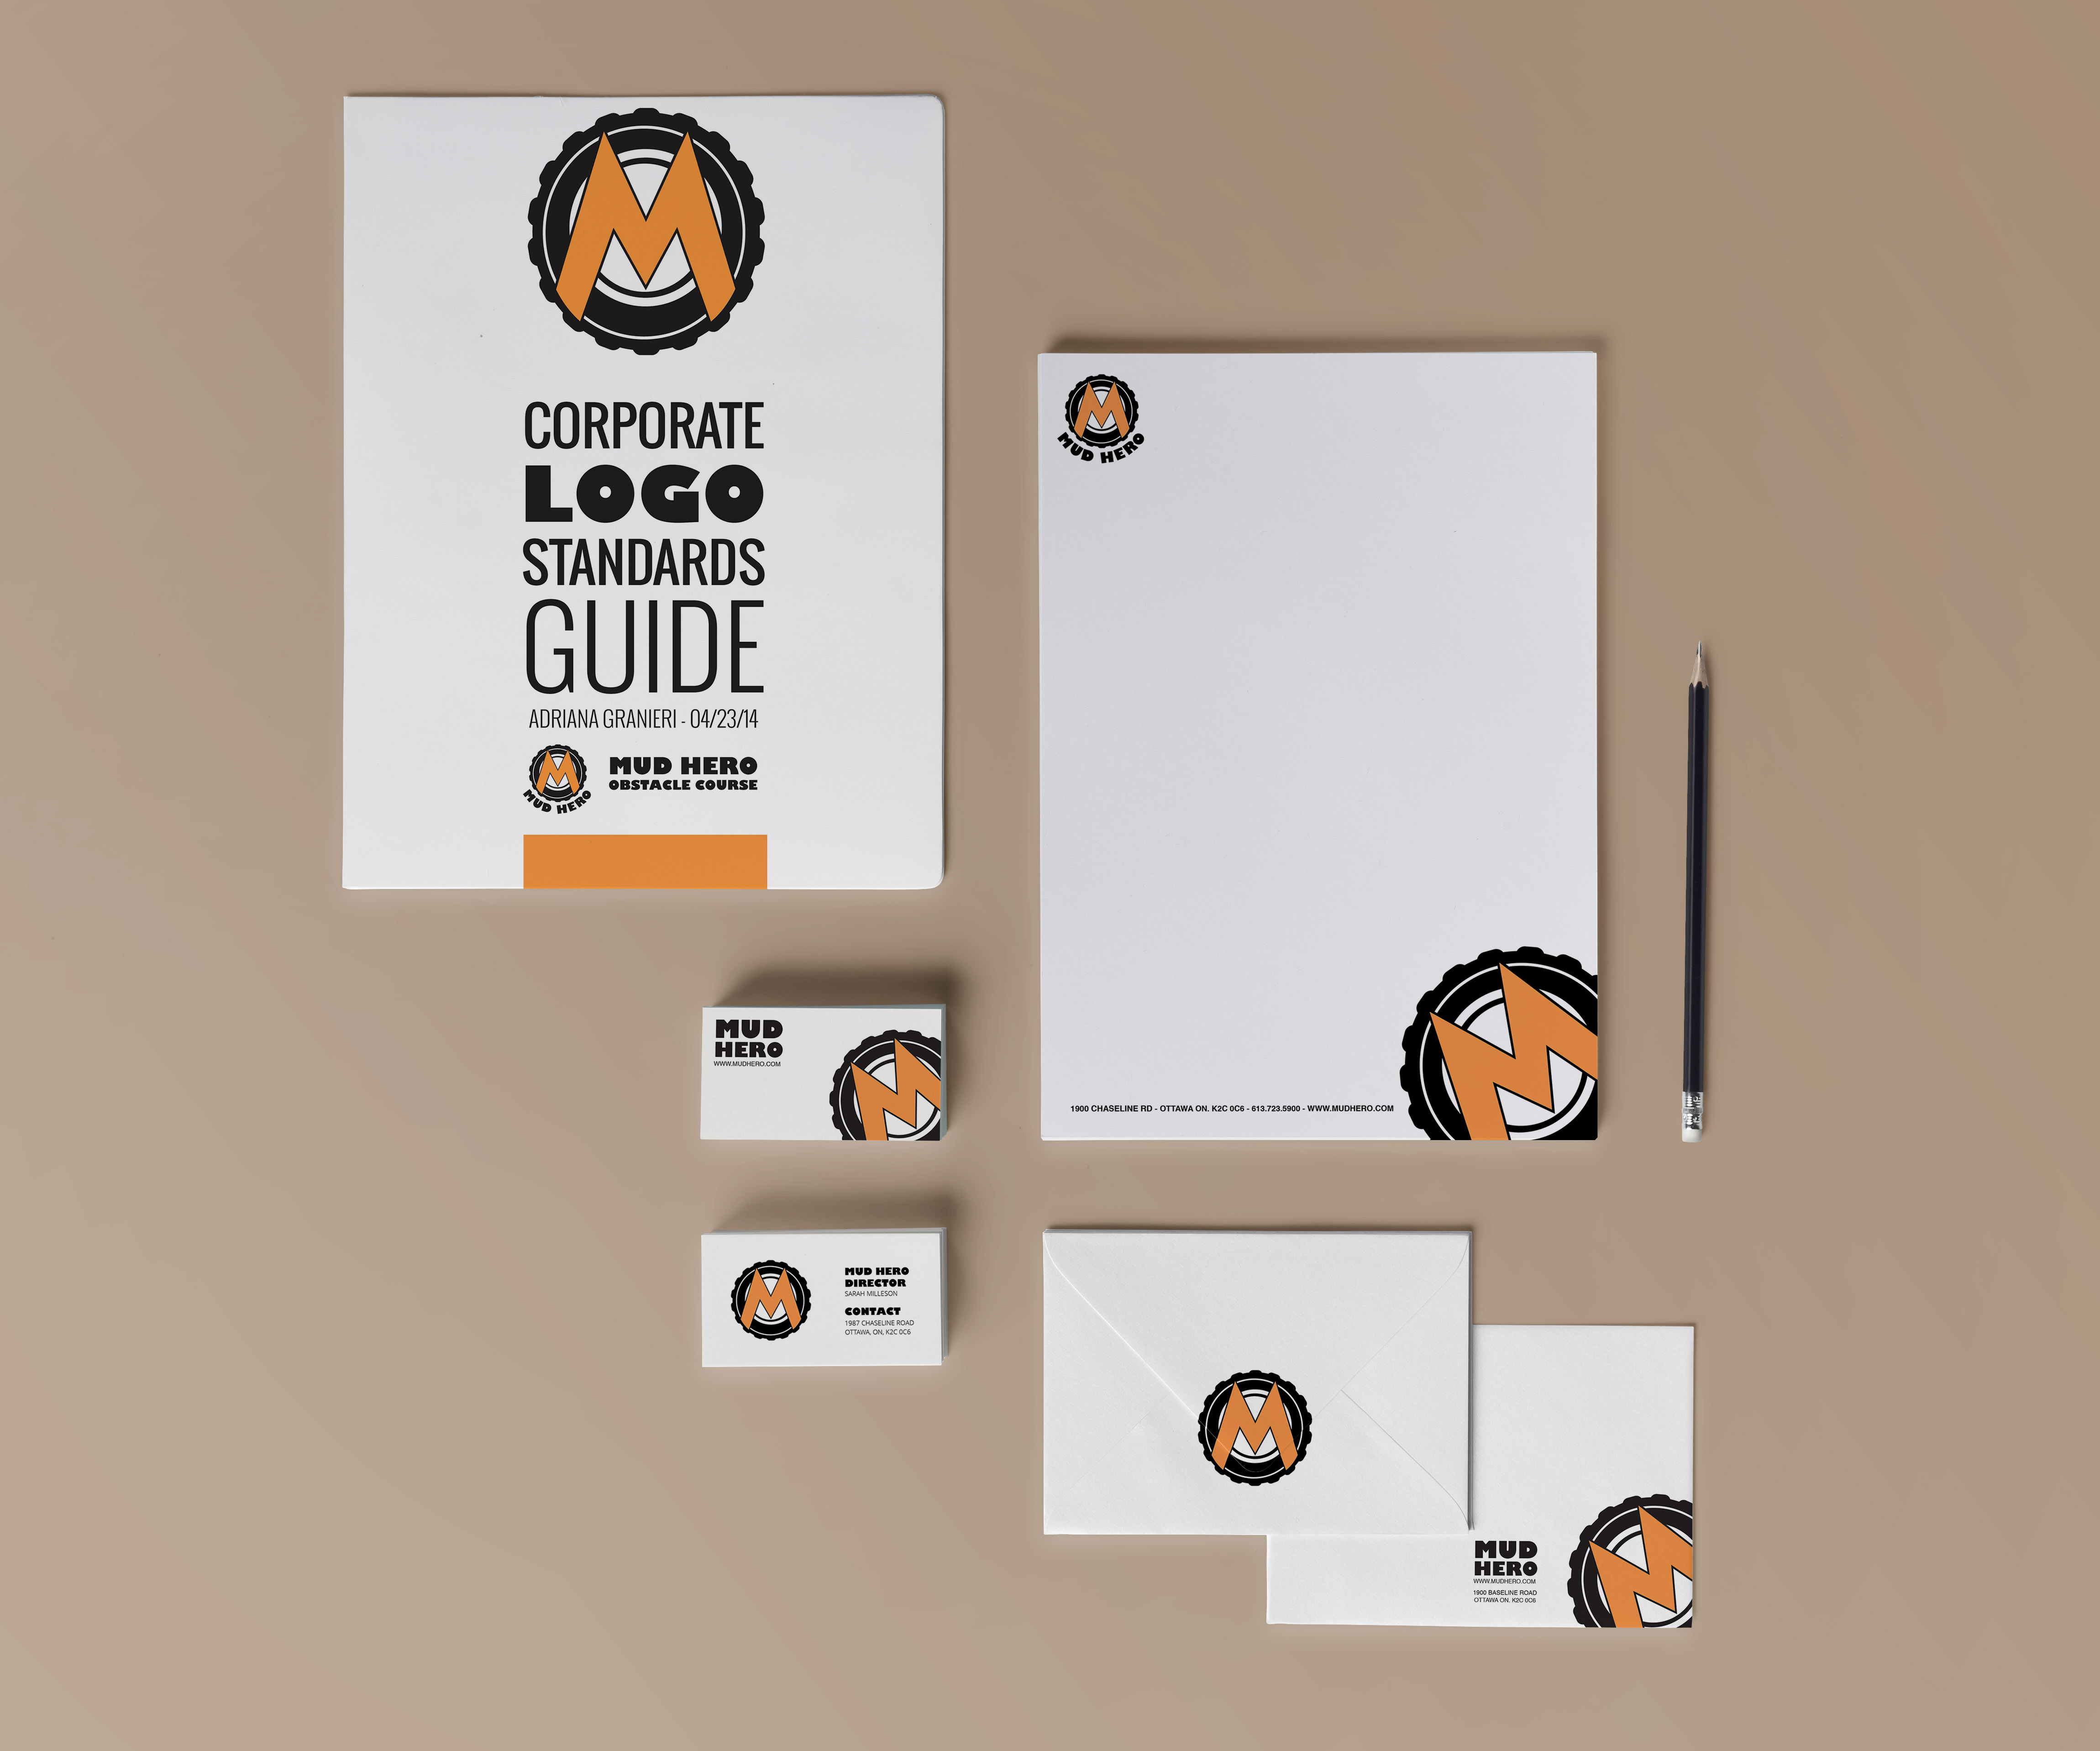 M
CORPORATE
LOGO
STANDARDS
GUIDE
ADRIANA GRANIERI - 04/23/14
M
MUD HERO
MUD HERO
OBSTACLE COURSE
M
MUD HERO
M
1900 CHASELINE RD - OTTAWA ON. K2C 0C6 - 613.723.5900 - WWW.MUDHERO.COM
MUD
HERO
WWW.MUDHERO.COM
M
M
MUD HERO
DIRECTOR
SARAH MILLESON
CONTACT
1987 CHASELINE ROAD
OTTAWA, ON, K2C 0C6
M
MUD
HERO
WWW.MUDHERO.COM
1900 BASELINE ROAD
OTTAWA ON. K2C 0C6
M